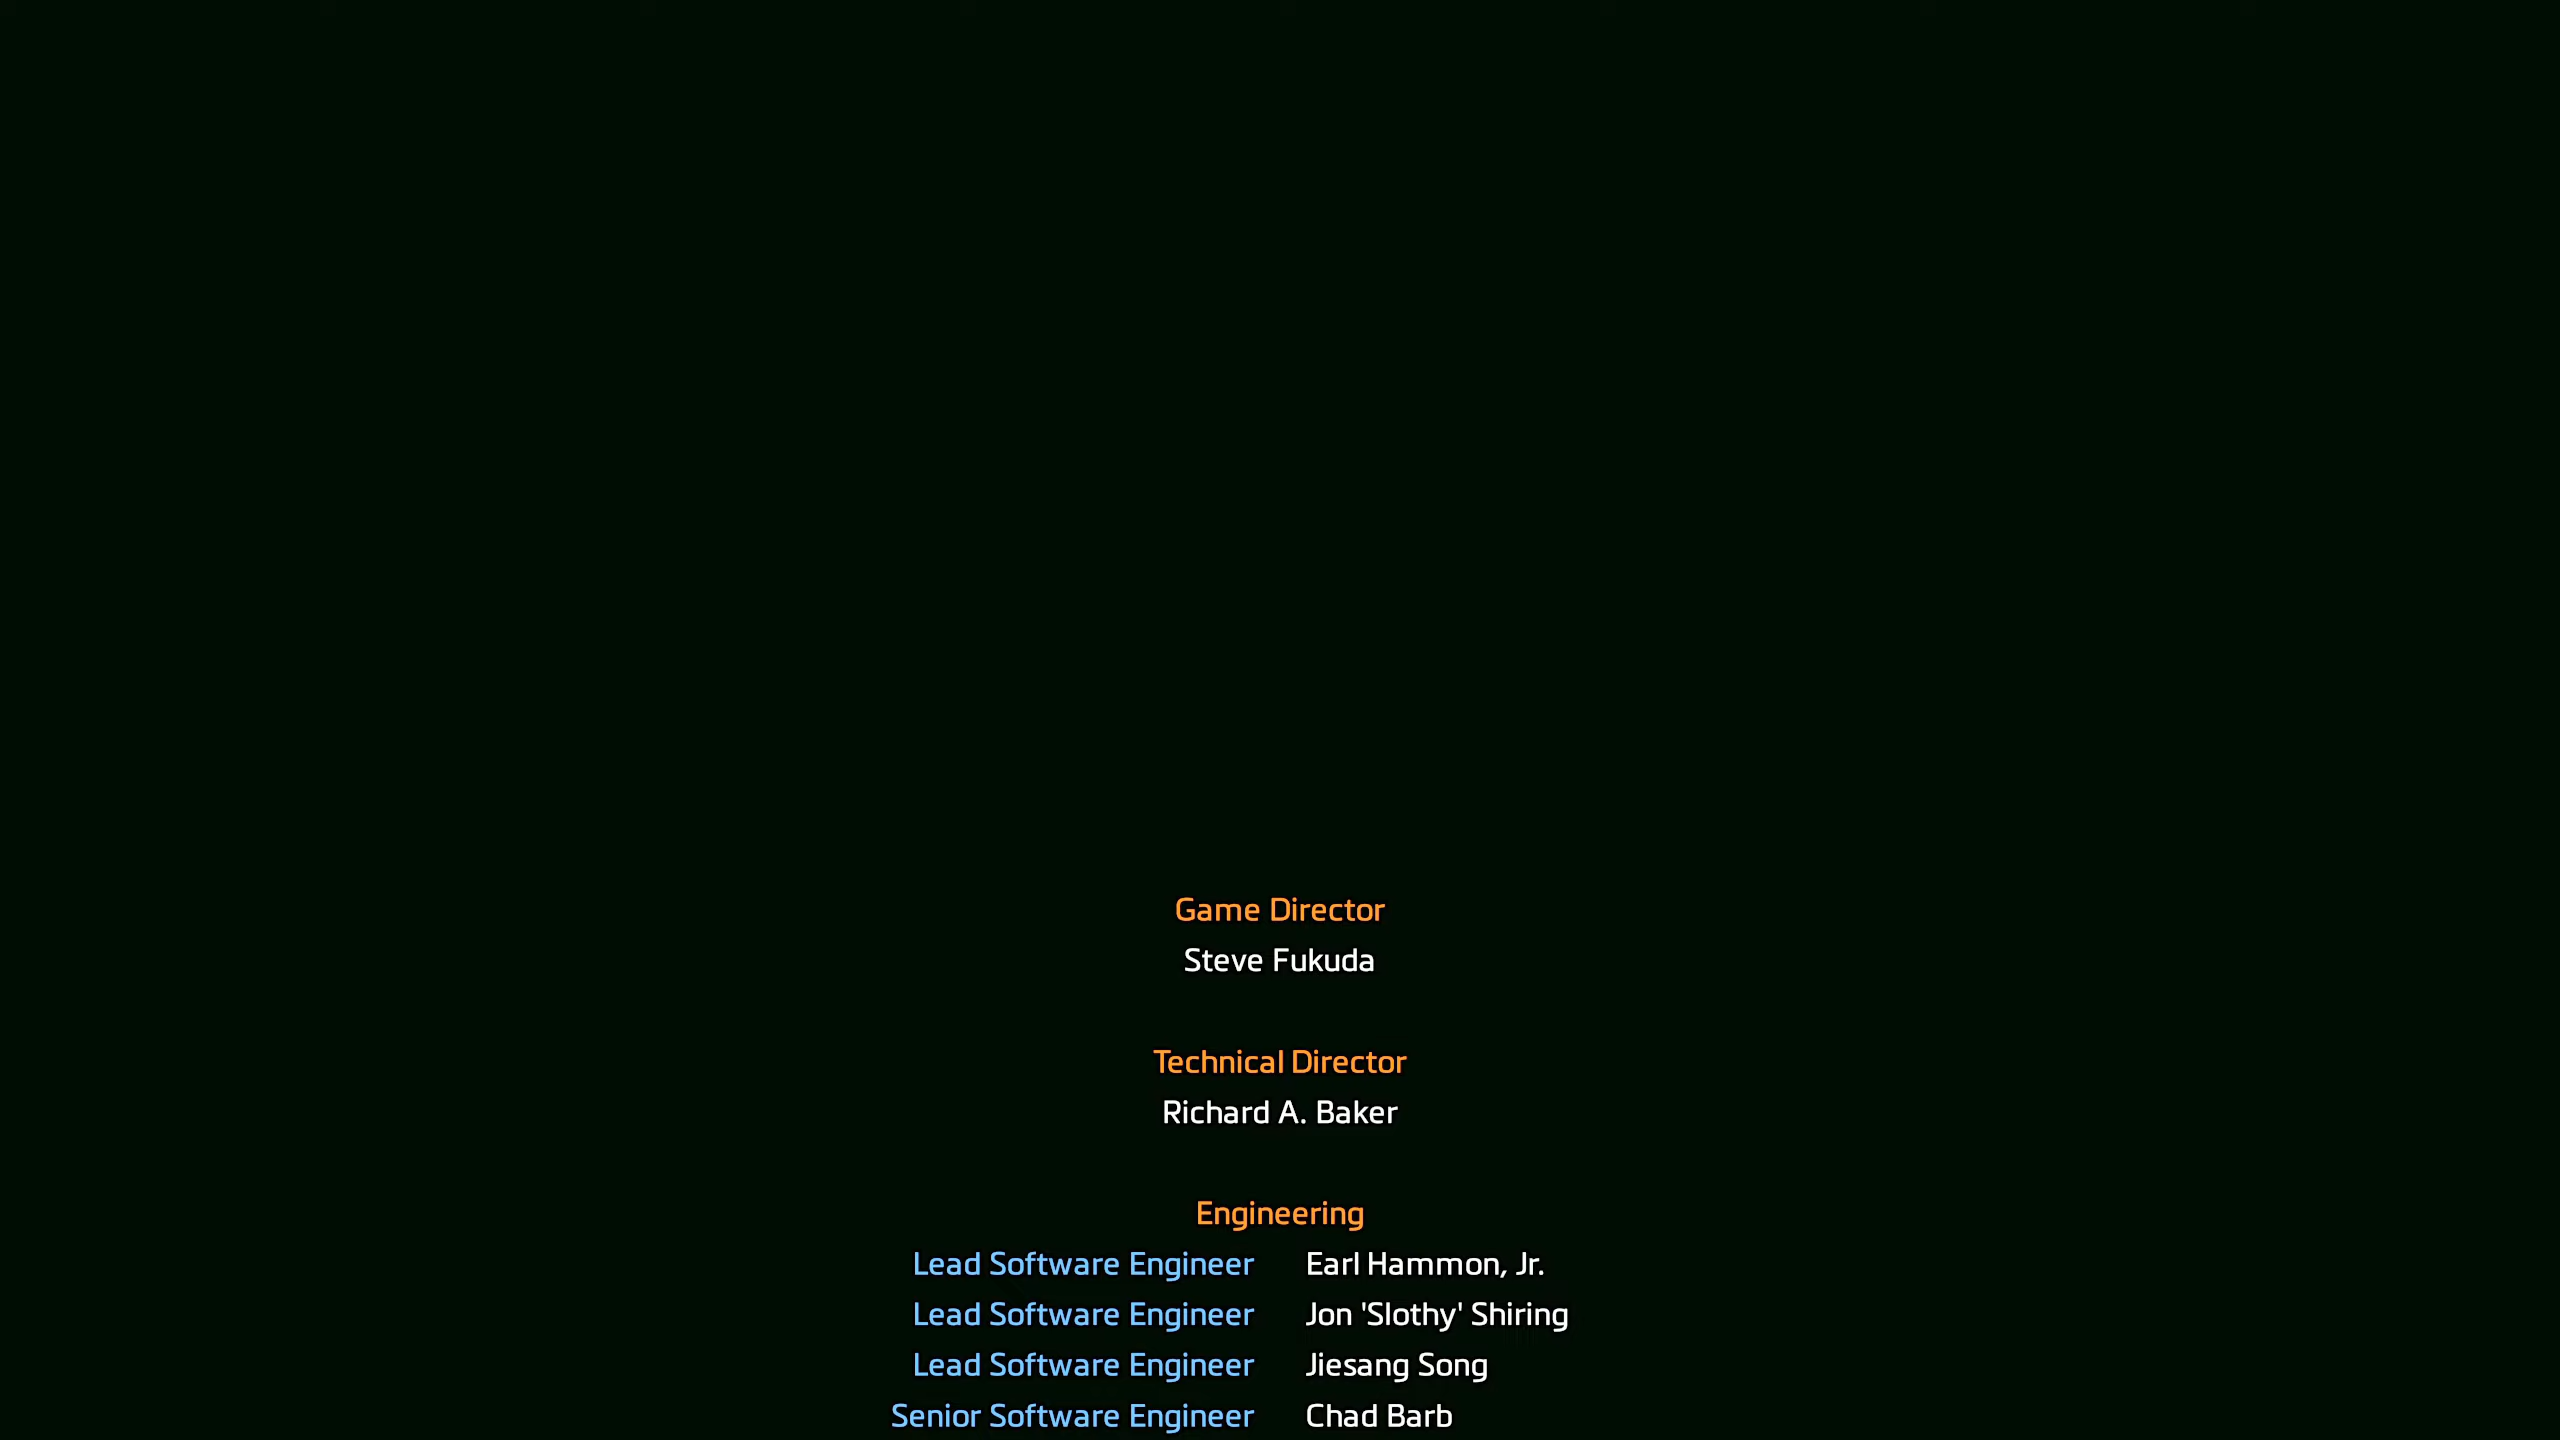 Game Director
Steve Fukuda
Technical Director
Richard A. Baker
Engineering
Lead Software Engineer Earl Hammon, Jr.
Lead Software Engineer Jon 'Slothy' Shiring
Lead Software Engineer Jiesang Song
Senior Software Engineer Chad Barb